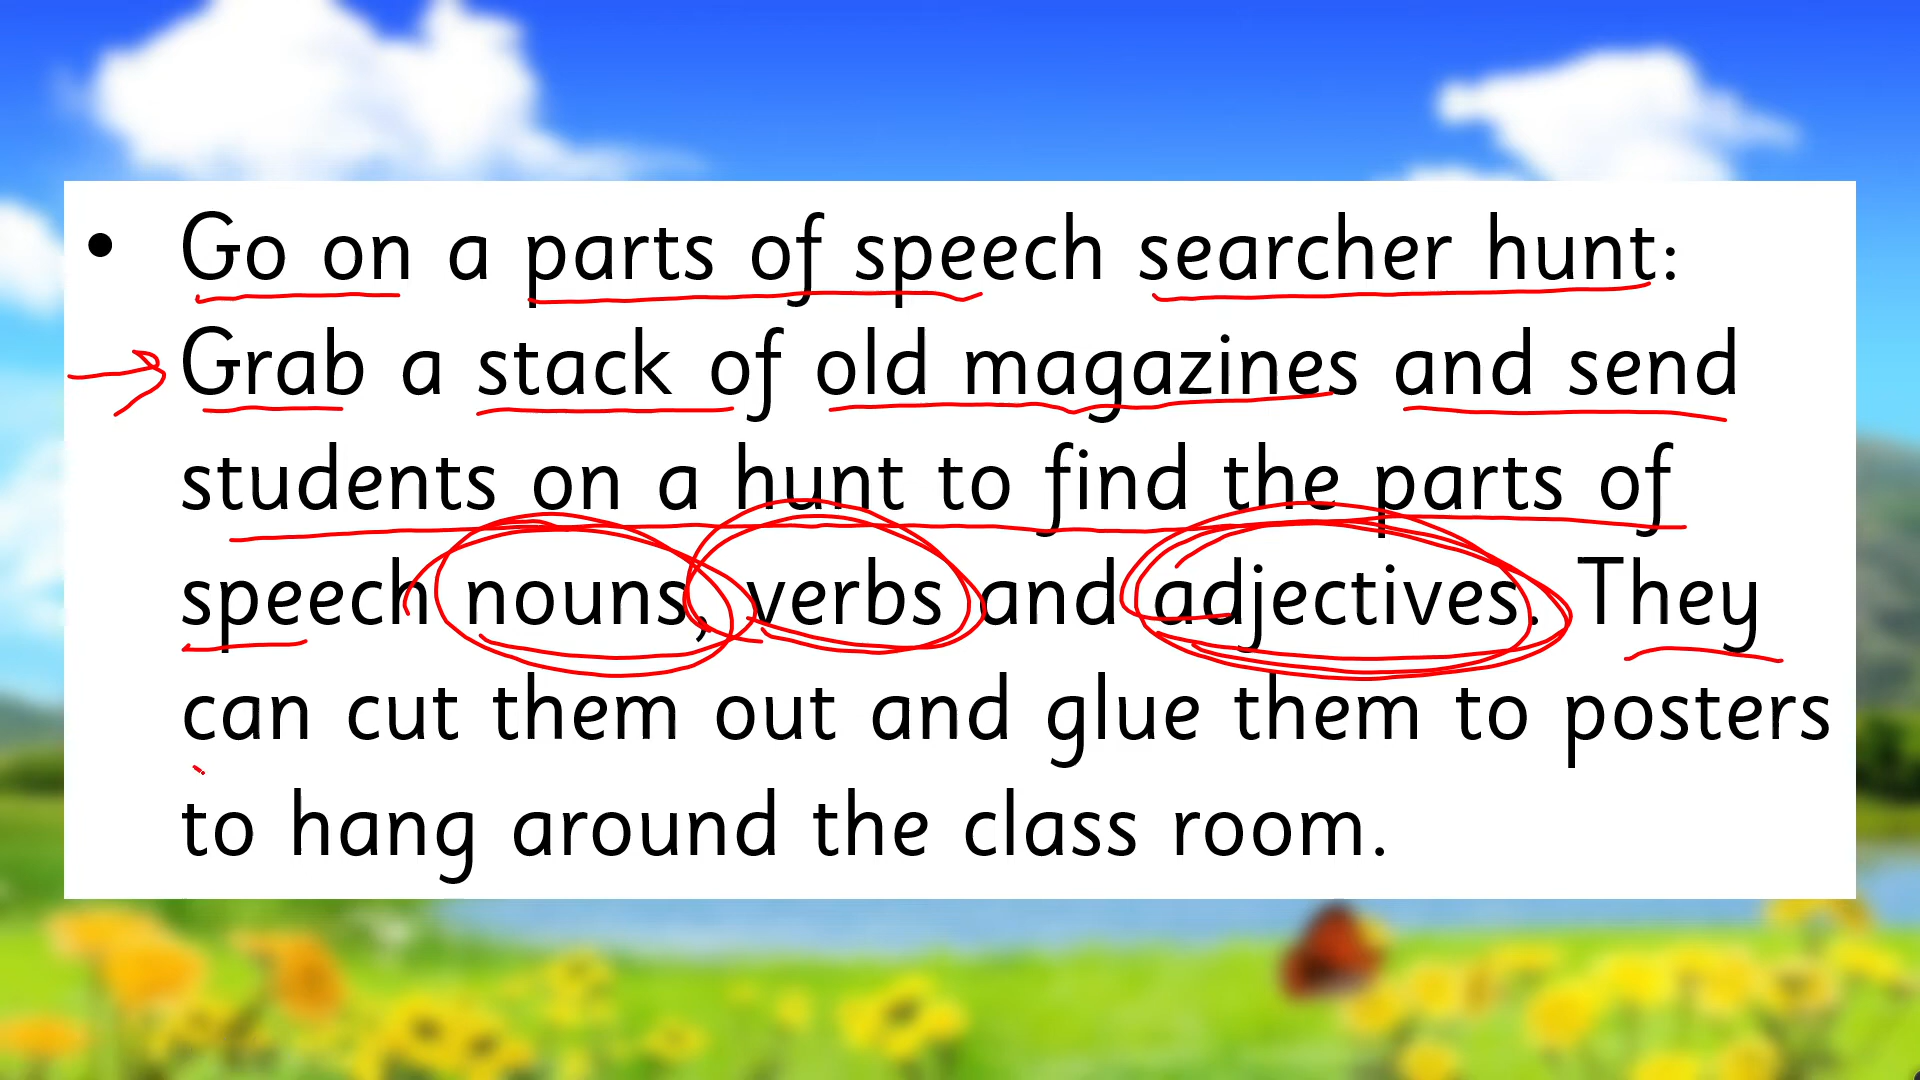 • Go on a parts of speech searcher hunt:
Grab a stack of old magazines and send
students on a hunt to find the parts of
speech nouns, verbs and adjectives. They
can cut them out and glue them to posters
to hang around the class room.